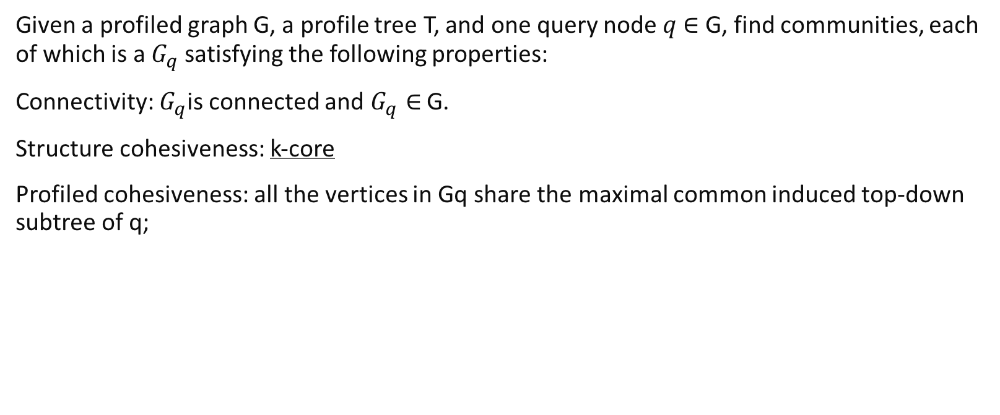 Given a profiled graph G, a profile tree T, and one query node q ∈ G, find communities, each
of which is a G_q satisfying the following properties:
Connectivity: G_q is connected and G_q ∈ G.
Structure cohesiveness: k-core
Profiled cohesiveness: all the vertices in Gq share the maximal common induced top-down
subtree of q;